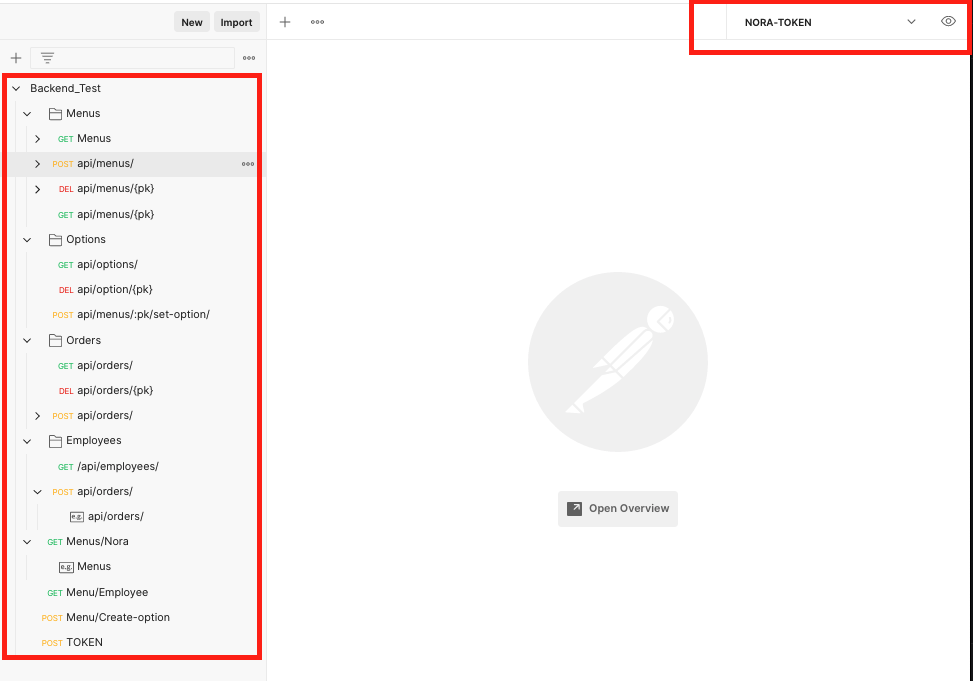 New Import
NORA-TOKEN
Backend_Test
Menus
GET Menus
POST api/menus/
DEL api/menus/{pk}
GET api/menus/{pk}
Options
GET api/options/
DEL api/option/{pk}
POST api/menus/:pk/set-option/
Orders
GET api/orders/
DEL api/orders/{pk}
POST api/orders/
Employees
GET /api/employees/
POST api/orders/
e.g. api/orders/
GET Menus/Nora
e.g. Menus
GET Menu/Employee
POST Menu/Create-option
POST TOKEN
Open Overview